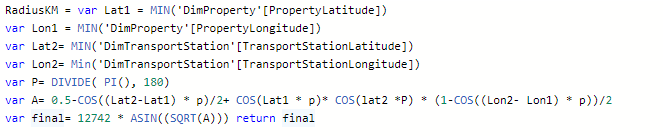 RadiusKM = var Lat1 = MIN('DimProperty'[PropertyLatitude])
var Lon1 = MIN('DimProperty'[PropertyLongitude])
var Lat2= MIN('DimTransportStation'[TransportStationLatitude])
var Lon2= Min('DimTransportStation'[TransportStationLongitude])
var P= DIVIDE( PI(), 180)
var A= 0.5-COS((Lat2-Lat1) * p)/2+ COS(Lat1 * p)* COS(lat2 *P) * (1-COS((Lon2- Lon1) * p))/2
var final= 12742 * ASIN((SQRT(A))) return final